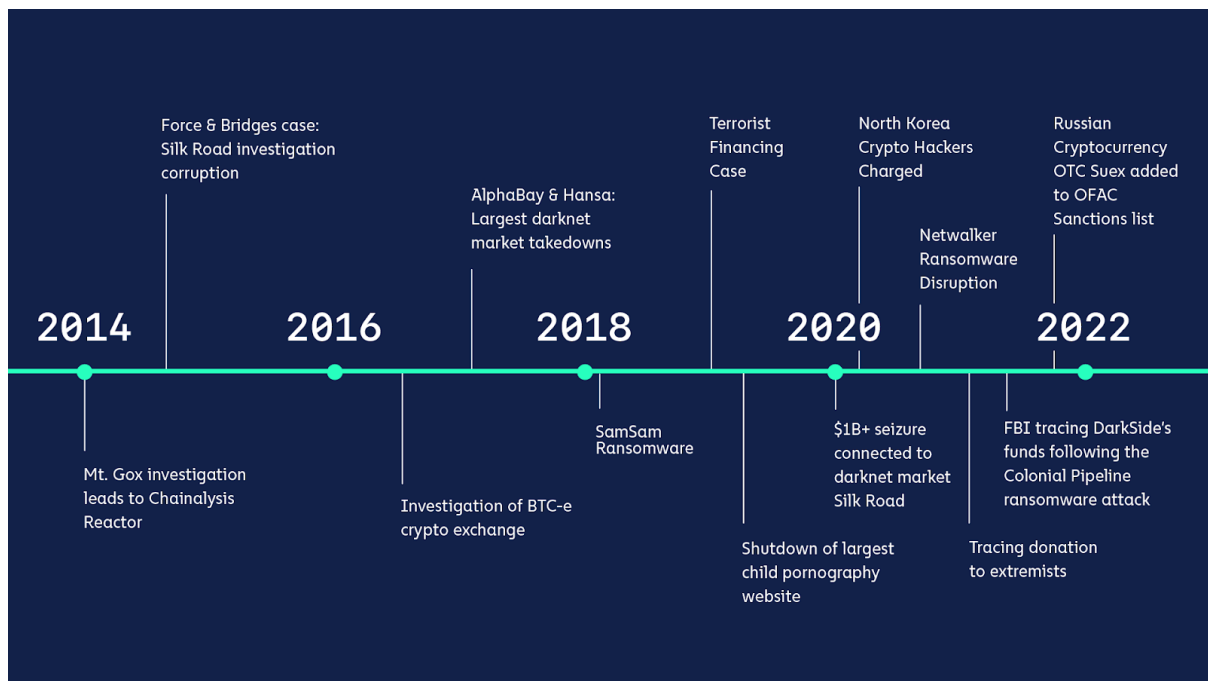 Force & Bridges case:
Silk Road investigation
corruption
AlphaBay & Hansa:
Largest darknet
market takedowns
Terrorist
Financing
Case
North Korea
Crypto Hackers
Charged
Netwalker
Ransomware
Disruption
Russian
Cryptocurrency
OTC Suex added
to OFAC
Sanctions list
2014
2016
2018
2020
2022
Mt. Gox investigation
leads to Chainalysis
Reactor
Investigation of BTC-e
crypto exchange
SamSam
Ransomware
Shutdown of largest
child pornography
website
$1B+ seizure
connected to
darknet market
Silk Road
Tracing donation
to extremists
FBI tracing DarkSide's
funds following the
Colonial Pipeline
ransomware attack